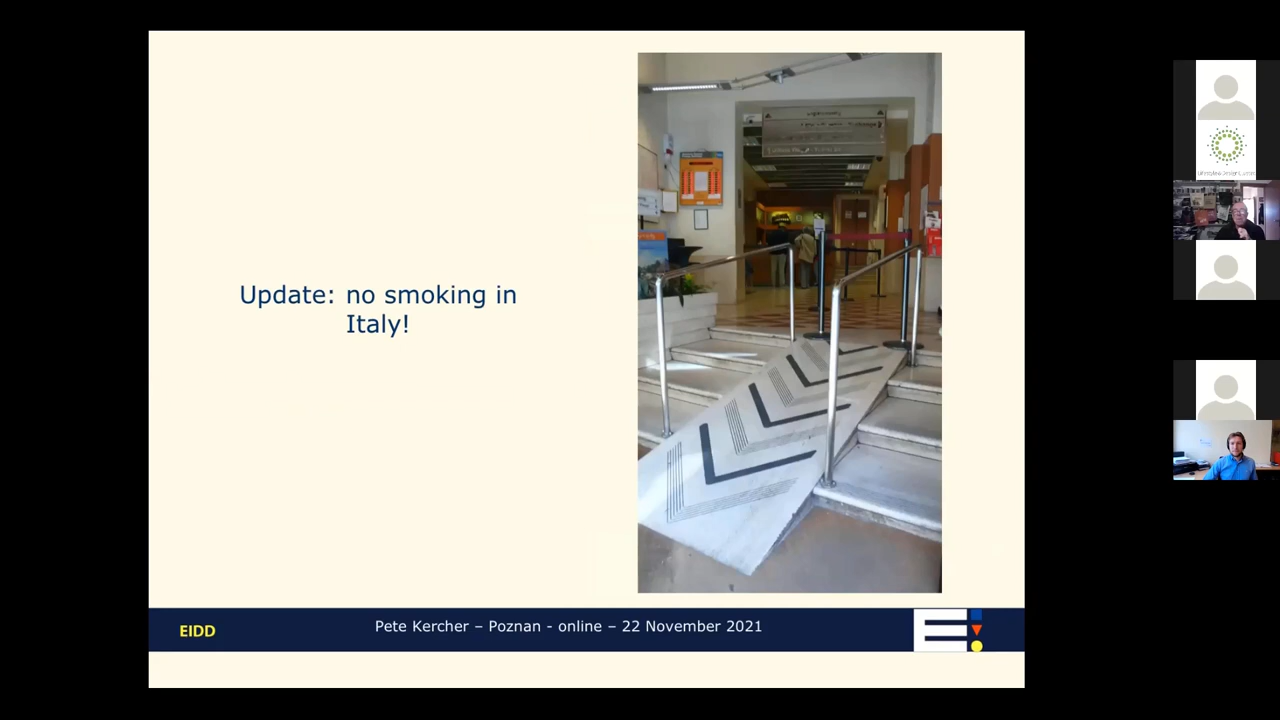 Update: no smoking in
Italy!
EIDD
Pete Kercher – Poznan - online – 22 November 2021